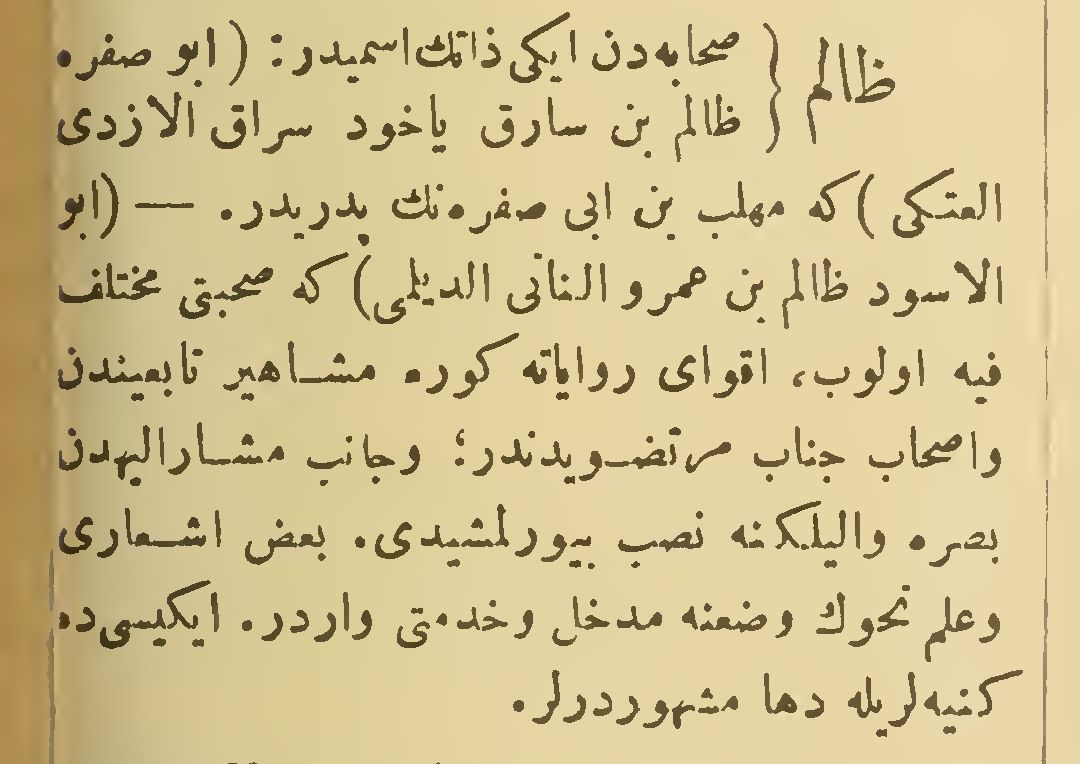 ظالم { صحابه‌دن ایکی ذاتك اسمیدر: ( ابو صفره
ظالم بن سارق یاخود سراق الازدی
العتکی ) که مهلب بن ابی صفره‌نك پدریدر. — (ابو
الاسود ظالم بن عمرو النانی الدیلی) که صحبتی مختلف
فیه اولوب، اقوای روایاته کوره مشاهیر تابعیندن
واصحاب جناب مرتضویدندر؛ وجانب مشارالیهدن
بصره والیلکنه نصب بیورلمشیدی. بعض اشعاری
وعلم نحوك وضعنه مدخل وخدمتی واردر. ایکیسی‌ده
کنیه‌لریله دها مشهوردرلر.